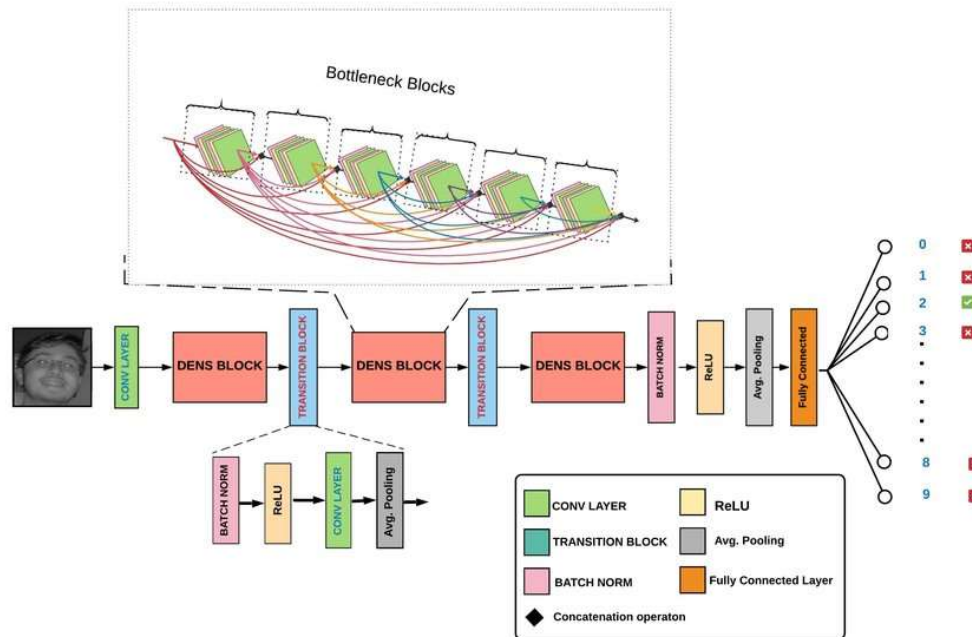 Bottleneck Blocks
CONV LAYER
DENS BLOCK
TRANSITION BLOCK
DENS BLOCK
TRANSITION BLOCK
DENS BLOCK
BATCH NORM
ReLU
Avg. Pooling
Fully Connected
0
1
2
3
8
9
BATCH NORM
ReLU
CONV LAYER
Avg. Pooling
CONV LAYER
ReLU
TRANSITION BLOCK
Avg. Pooling
BATCH NORM
Fully Connected Layer
Concatenation operaton